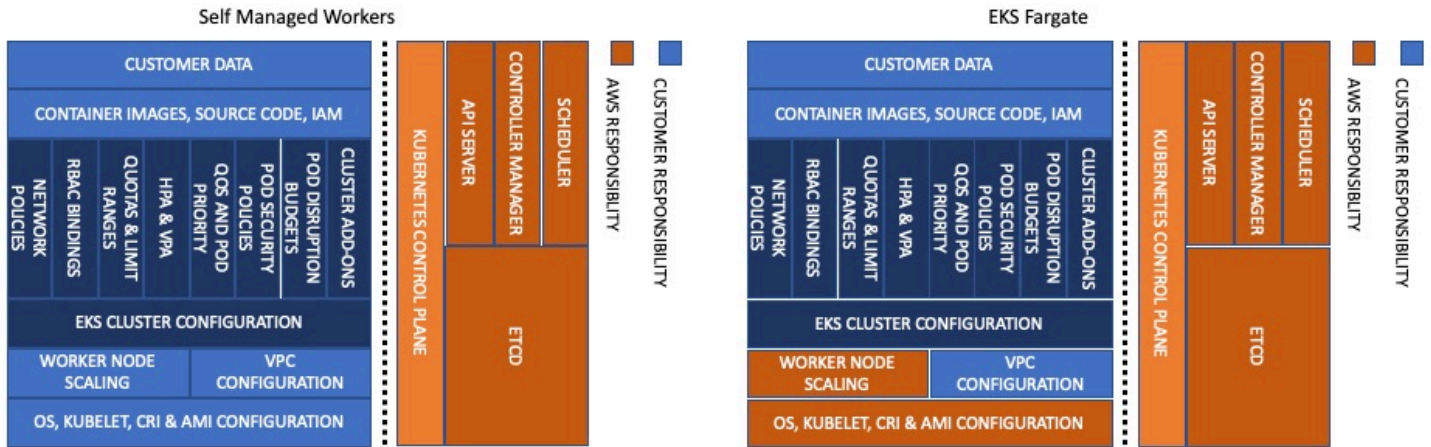 Self Managed Workers
CUSTOMER DATA
CONTAINER IMAGES, SOURCE CODE, IAM
NETWORK
POLICIES
RBAC BINDINGS
QUOTAS & LIMIT
RANGES
HPA & VPA
QOS AND POD
PRIORITY
POD SECURITY
POLICIES
POD DISRUPTION
BUDGETS
CLUSTER ADD-ONS
EKS CLUSTER CONFIGURATION
WORKER NODE
SCALING
VPC
CONFIGURATION
OS, KUBELET, CRI & AMI CONFIGURATION
KUBERNETES CONTROL PLANE
API SERVER
CONTROLLER MANAGER
SCHEDULER
ETCD
AWS RESPONSIBLITY
CUSTOMER RESPONSIBILITY
EKS Fargate
CUSTOMER DATA
CONTAINER IMAGES, SOURCE CODE, IAM
NETWORK
POLICIES
RBAC BINDINGS
QUOTAS & LIMIT
RANGES
HPA & VPA
QOS AND POD
PRIORITY
POD SECURITY
POLICIES
POD DISRUPTION
BUDGETS
CLUSTER ADD-ONS
EKS CLUSTER CONFIGURATION
WORKER NODE
SCALING
VPC
CONFIGURATION
OS, KUBELET, CRI & AMI CONFIGURATION
KUBERNETES CONTROL PLANE
API SERVER
CONTROLLER MANAGER
SCHEDULER
ETCD
AWS RESPONSIBLITY
CUSTOMER RESPONSIBILITY